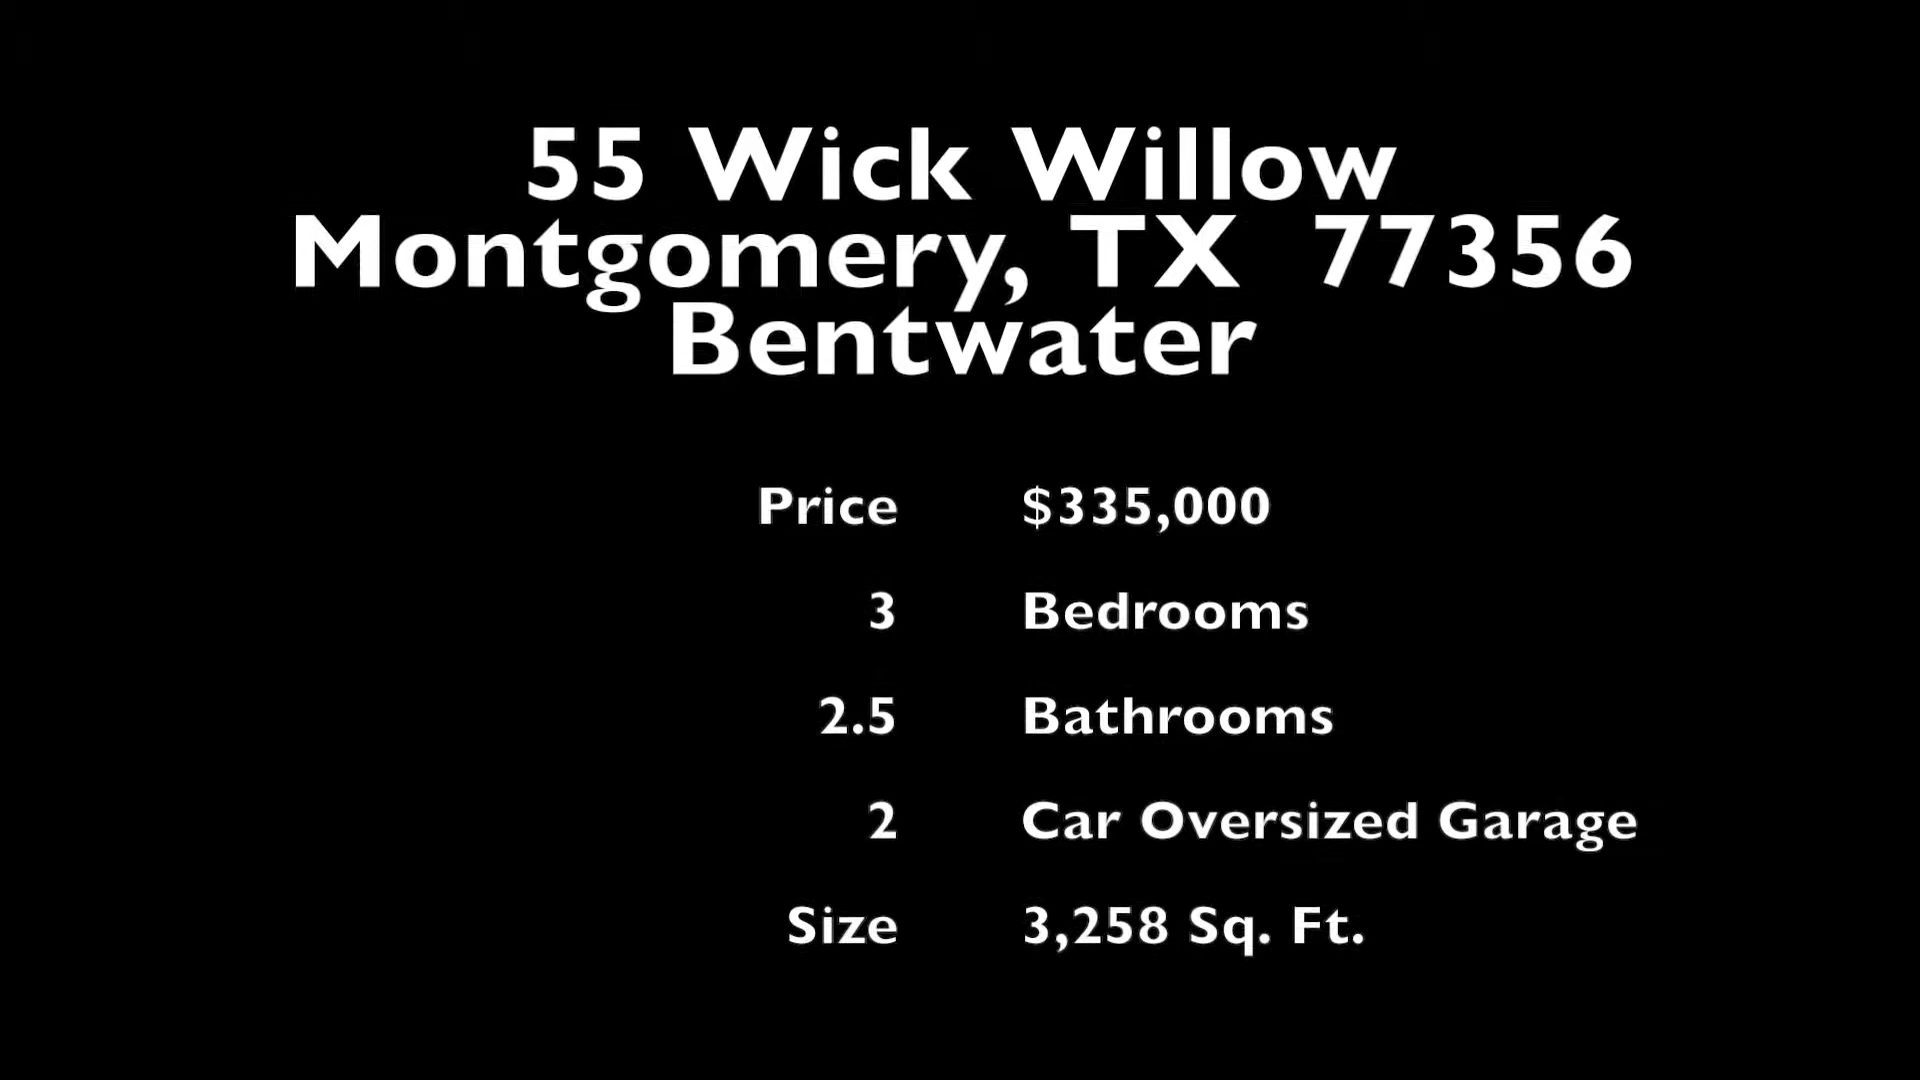 55 Wick Willow
Montgomery, TX 77356
Bentwater
Price $335,000
3 Bedrooms
2.5 Bathrooms
2 Car Oversized Garage
Size 3,258 Sq. Ft.